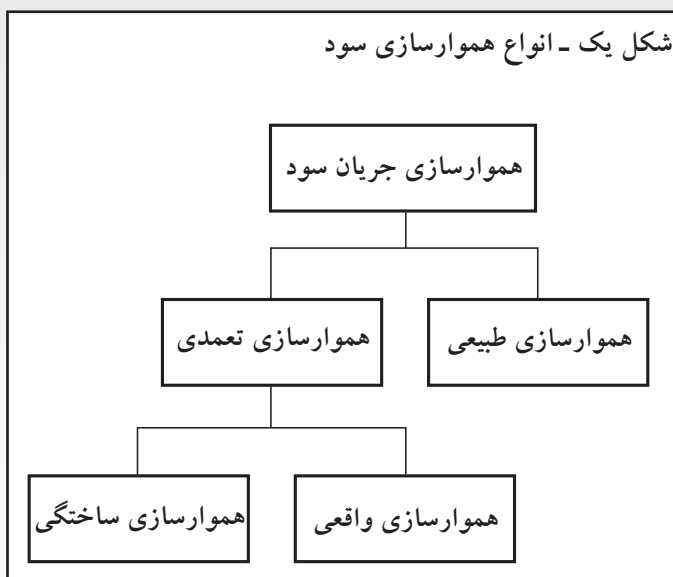 شکل یک ـ انواع هموارسازی سود
هموارسازی جریان سود
هموارسازی طبیعی
هموارسازی تعمدی
هموارسازی واقعی
هموارسازی ساختگی